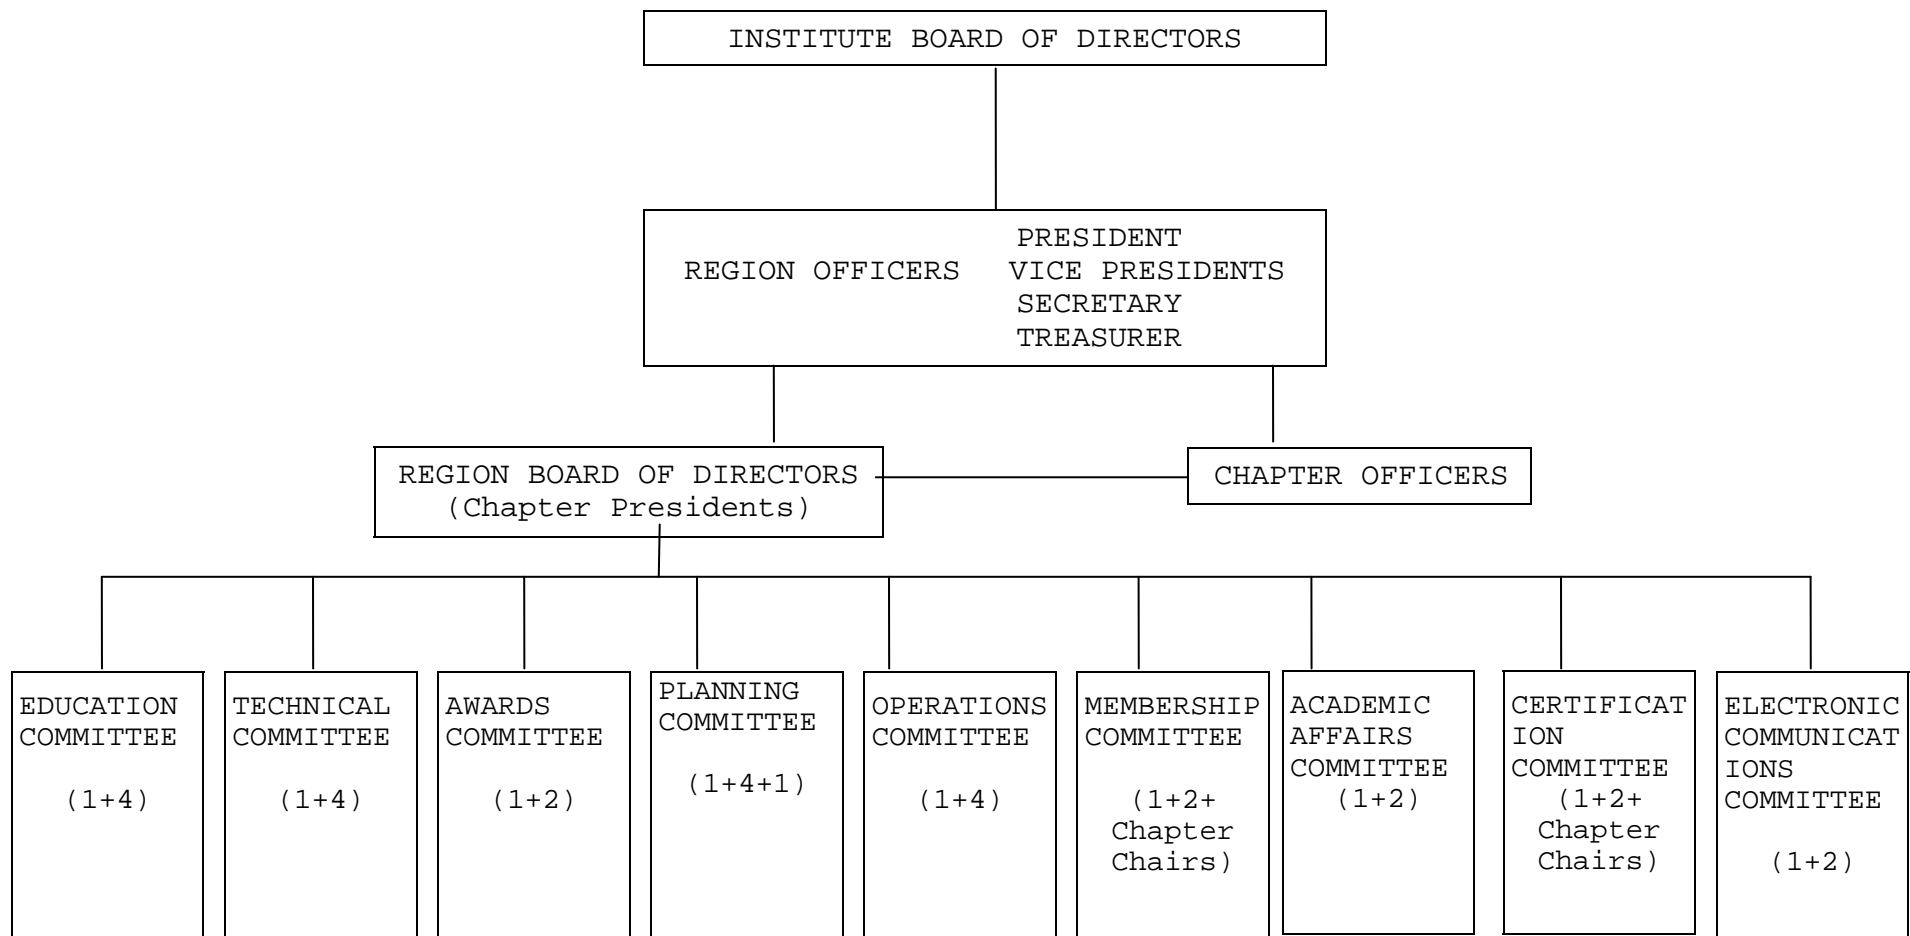 INSTITUTE BOARD OF DIRECTORS
PRESIDENT
REGION OFFICERS VICE PRESIDENTS
SECRETARY
TREASURER
REGION BOARD OF DIRECTORS
(Chapter Presidents)
CHAPTER OFFICERS
EDUCATION
COMMITTEE
(1+4)
TECHNICAL
COMMITTEE
(1+4)
AWARDS
COMMITTEE
(1+2)
PLANNING
COMMITTEE
(1+4+1)
OPERATIONS
COMMITTEE
(1+4)
MEMBERSHIP
COMMITTEE
(1+2+
Chapter
Chairs)
ACADEMIC
AFFAIRS
COMMITTEE
(1+2)
CERTIFICAT
ION
COMMITTEE
(1+2+
Chapter
Chairs)
ELECTRONIC
COMMUNICAT
IONS
COMMITTEE
(1+2)